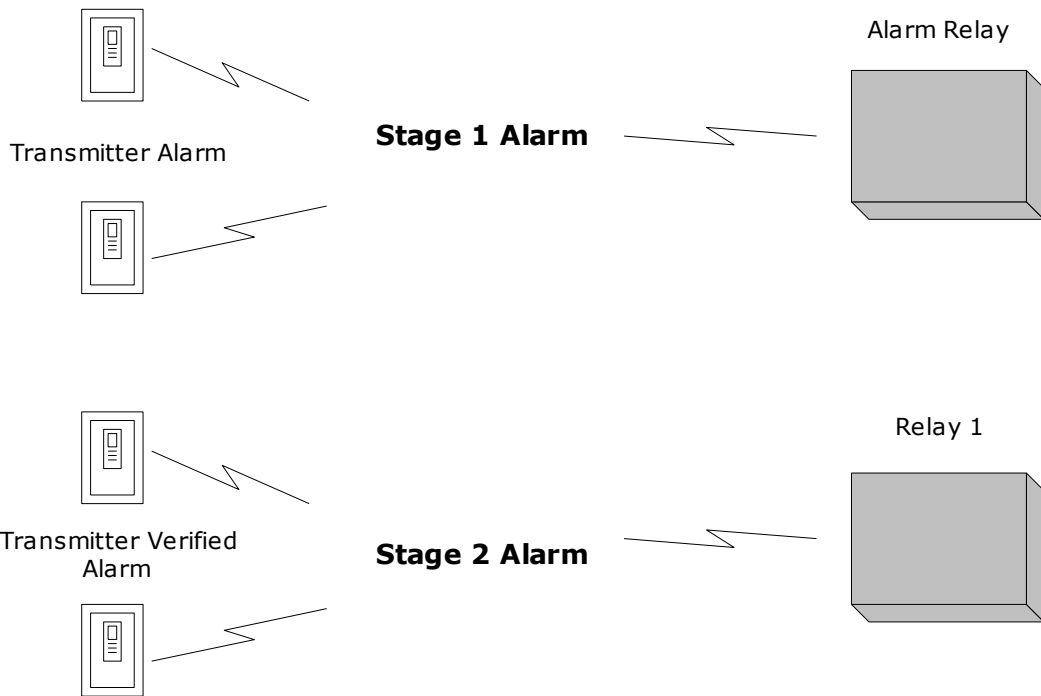 Alarm Relay
Stage 1 Alarm
Transmitter Alarm
Relay 1
Transmitter Verified
Alarm
Stage 2 Alarm